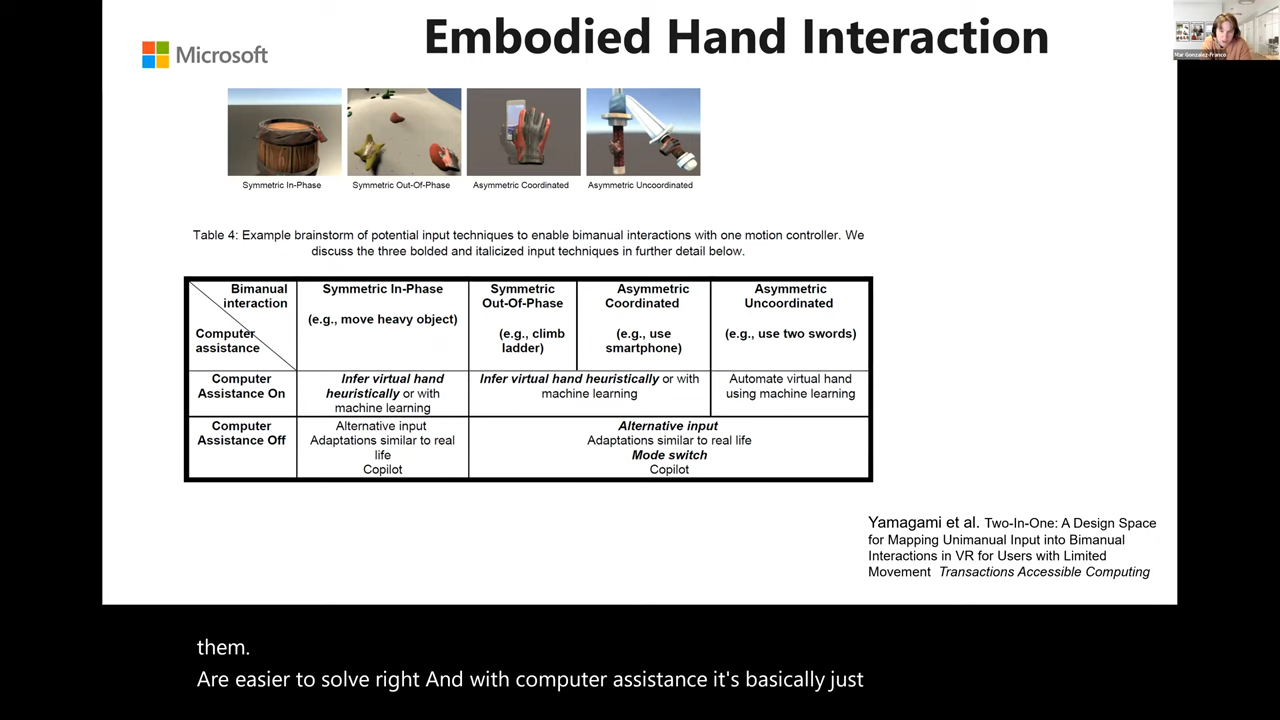 Embodied Hand Interaction
Microsoft
Mar Gonzalez-Franco
Symmetric In-Phase
Symmetric Out-Of-Phase
Asymmetric Coordinated
Asymmetric Uncoordinated
Table 4: Example brainstorm of potential input techniques to enable bimanual interactions with one motion controller. We
discuss the three bolded and italicized input techniques in further detail below.
Bimanual
interaction
Computer
assistance
Symmetric In-Phase
(e.g., move heavy object)
Symmetric
Out-Of-Phase
(e.g., climb
ladder)
Asymmetric
Coordinated
(e.g., use
smartphone)
Asymmetric
Uncoordinated
(e.g., use two swords)
Computer
Assistance On
Infer virtual hand
heuristically or with
machine learning
Infer virtual hand heuristically or with
machine learning
Automate virtual hand
using machine learning
Computer
Assistance Off
Alternative input
Adaptations similar to real
life
Copilot
Alternative input
Adaptations similar to real life
Mode switch
Copilot
Yamagami et al. Two-In-One: A Design Space
for Mapping Unimanual Input into Bimanual
Interactions in VR for Users with Limited
Movement Transactions Accessible Computing
them.
Are easier to solve right And with computer assistance it's basically just